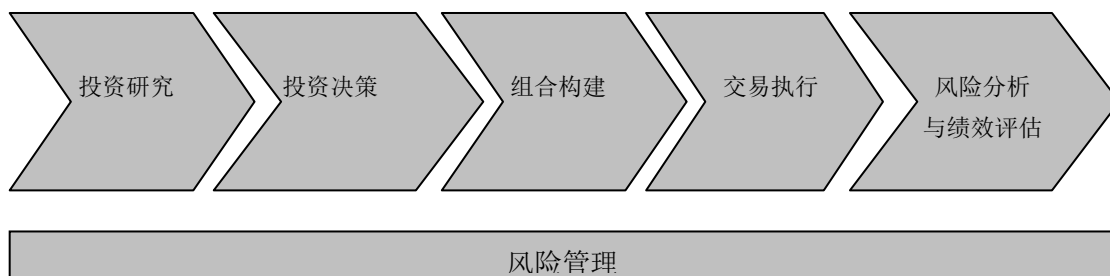 投资研究
投资决策
组合构建
交易执行
风险分析
与绩效评估
风险管理